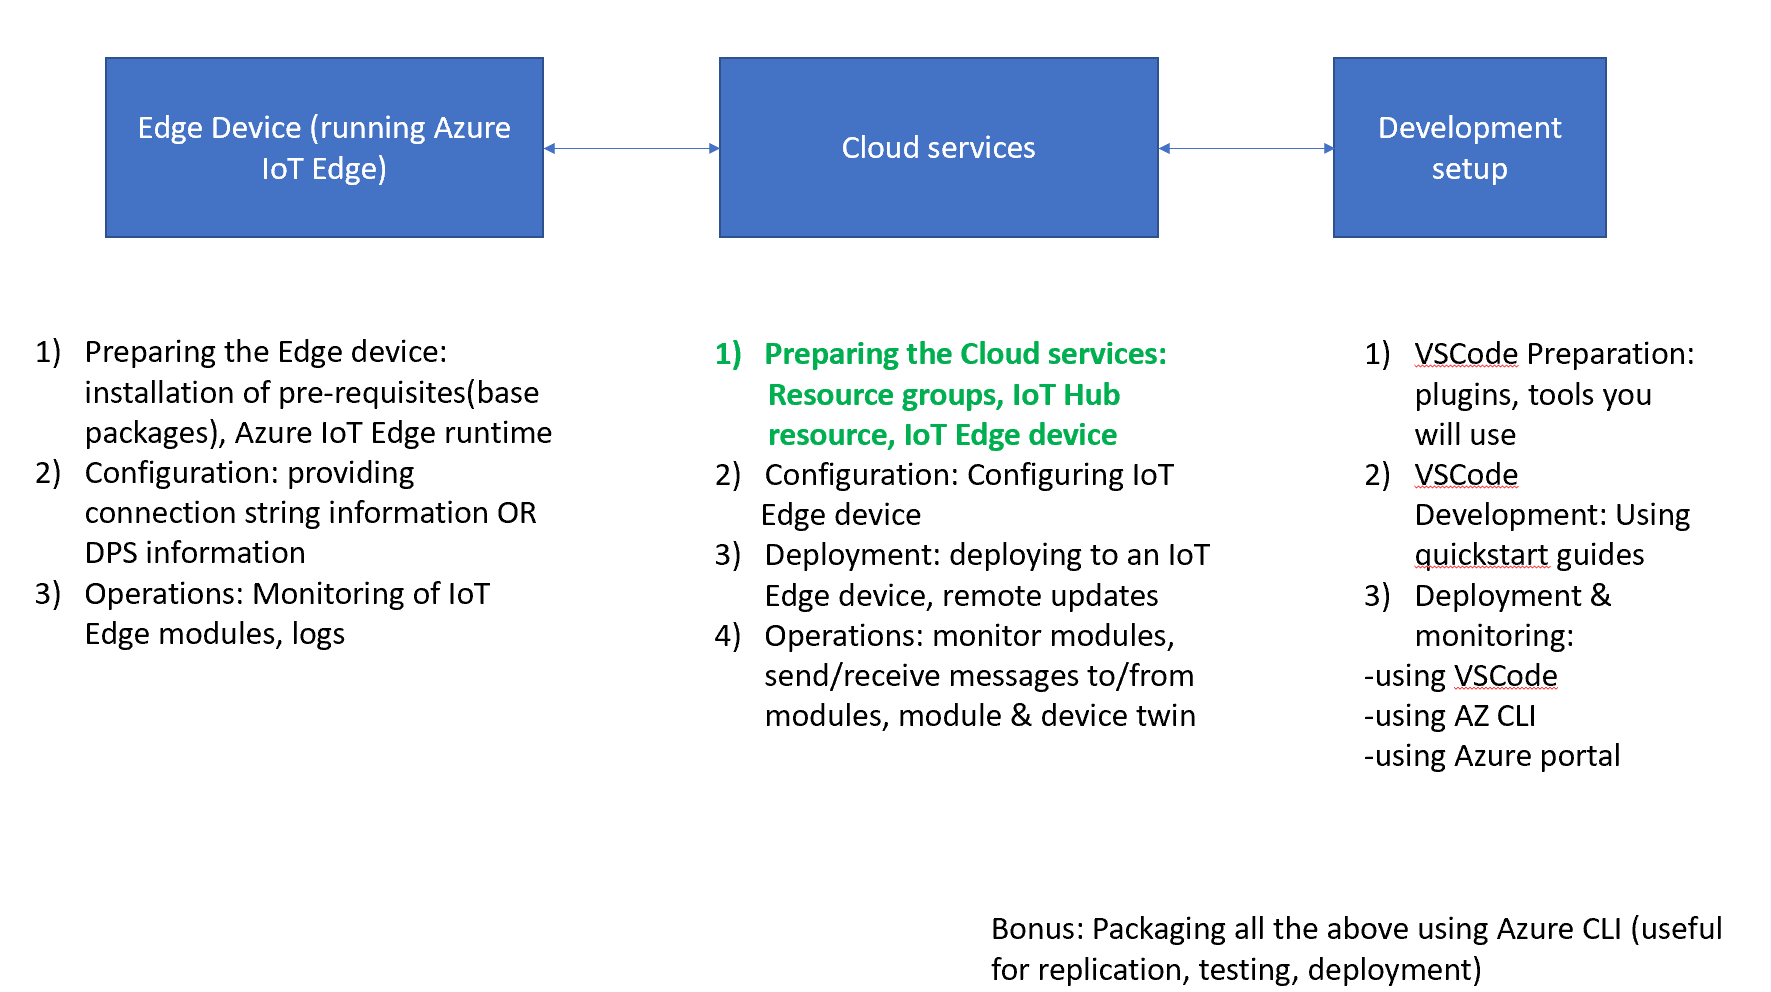 Edge Device (running Azure
IoT Edge)
Cloud services
Development
setup
1) Preparing the Edge device:
installation of pre-requisites(base
packages), Azure IoT Edge runtime
2) Configuration: providing
connection string information OR
DPS information
3) Operations: Monitoring of IoT
Edge modules, logs
1) Preparing the Cloud services:
Resource groups, IoT Hub
resource, IoT Edge device
2) Configuration: Configuring IoT
Edge device
3) Deployment: deploying to an IoT
Edge device, remote updates
4) Operations: monitor modules,
send/receive messages to/from
modules, module & device twin
1) VSCode Preparation:
plugins, tools you
will use
2) VSCode
Development: Using
quickstart guides
3) Deployment &
monitoring:
-using VSCode
-using AZ CLI
-using Azure portal
Bonus: Packaging all the above using Azure CLI (useful
for replication, testing, deployment)